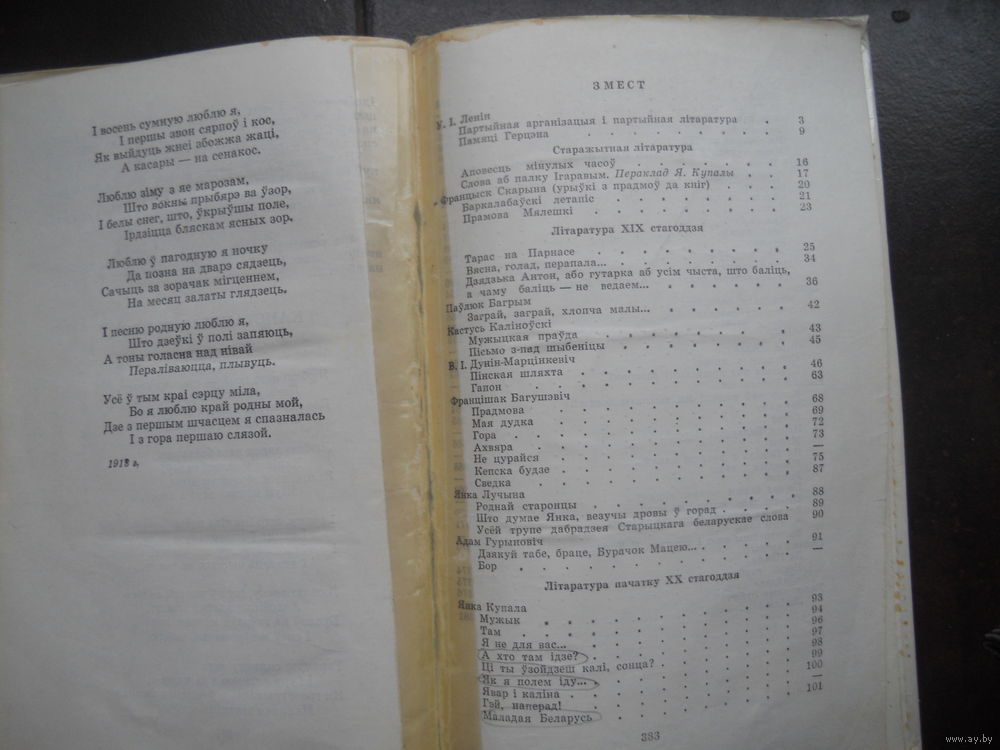 І восень сумную люблю я,
І першы звон сярпоў і кос,
Як выйдуць жнеі збожжа жаці,
А касары — на сенакос.
Люблю зіму з яе марозам,
Што вокны прыбярэ ва ўзор,
І белы снег, што, ўкрыўшы поле,
Ірдзіцца бляскам ясных зор.
Люблю ў пагодную я ночку
Да позна на дварэ сядзець,
Сачыць за зорачак мігценнем,
На месяц залаты глядзець.
І песню родную люблю я,
Што дзеўкі ў полі запяюць,
А тоны голасна над нівай
Пераліваюцца, плывуць.
Усё ў тым краі сэрцу міла,
Бо я люблю край родны мой,
Дзе з першым шчасцем я спазналась
І з гора першаю слязой.
ЗМЕСТ
У. І. Ленін
Партыйная арганізацыя і партыйная літаратура . 3
Памяці Герцэна . . . . . 9
Старажытная літаратура
Аповесць мінулых часоў . . . . . 16
Слова аб палку Ігаравым. Пераклад Я. Купалы . . 17
Францыск Скарына (урыўкі з прадмоў да кніг) . . . 20
Баркалабаўскі летапіс . . . . . 21
Прамова Мялешкі . . . . . 23
Літаратура XIX стагоддзя
Тарас на Парнасе . . . . . 25
Вясна, голад, перапала... . . . . . 34
Дзядзька Антон, або гутарка аб усім чыста, што баліць,
а чаму баліць — не ведаем... . . . . 36
Паўлюк Багрым
Заграй, заграй, хлопча малы... . . . . 42
Кастусь Каліноўскі
Мужыцкая праўда . . . . . 43
Пісьмо з-пад шыбеніцы . . . . . 45
В. І. Дунін-Марцінкевіч
Пінская шляхта . . . . . 46
Гапон . . . . . 63
Францішак Багушэвіч
Прадмова . . . . . 68
Мая дудка . . . . . 69
Гора . . . . . 72
Ахвяра . . . . . 73
Не цурайся . . . . . —
Кепска будзе . . . . . 75
Сведка . . . . . 87
Янка Лучына
Роднай старонцы . . . . . 88
Што думае Янка, везучы дровы ў горад . . . 89
Усёй трупе дабрадзея Старыцкага беларускае слова 90
Адам Гурыновіч
Дзякуй табе, браце, Бурачок Мацею... . . . . 91
Бор . . . . . —
Літаратура пачатку XX стагоддзя
Янка Купала
Мужык . . . . . 93
Там . . . . . 94
Я не для вас... . . . . . 96
А хто там ідзе? . . . . . 97
Ці ты ўзойдзеш калі, сонца? . . . . 98
Як я полем іду... . . . . . 99
Явар і каліна . . . . . 100
Гэй, наперад! . . . . . —
Маладая Беларусь . . . . . 101
383
www.ay.by